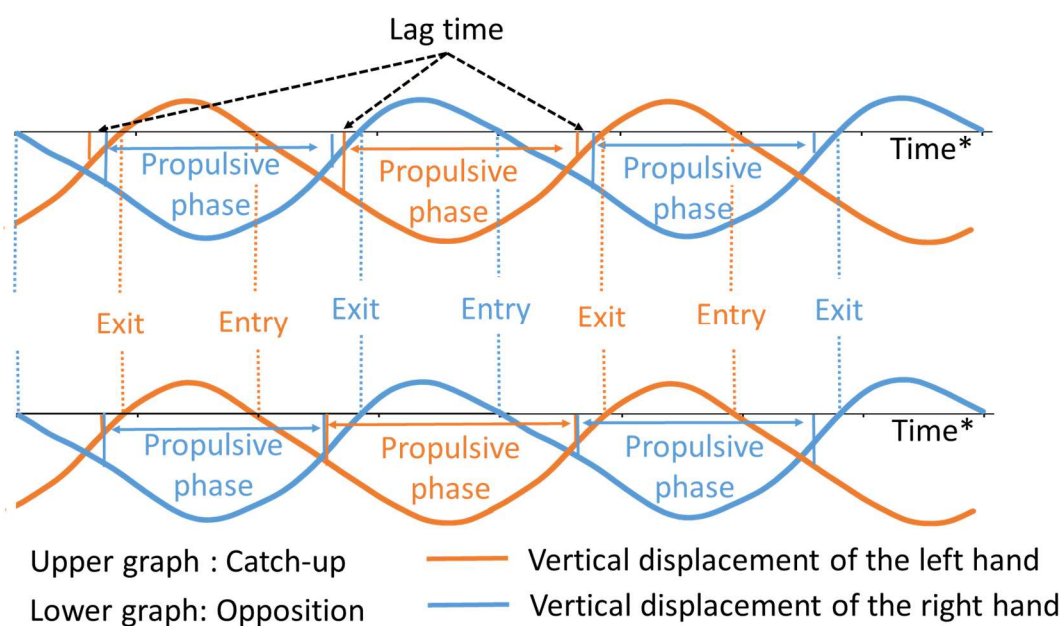 Lag time
Time*
Propulsive
phase
Propulsive
phase
Propulsive
phase
Exit
Entry
Exit
Entry
Exit
Entry
Exit
Time*
Propulsive
phase
Propulsive
phase
Propulsive
phase
Upper graph : Catch-up
Vertical displacement of the left hand
Lower graph: Opposition
Vertical displacement of the right hand